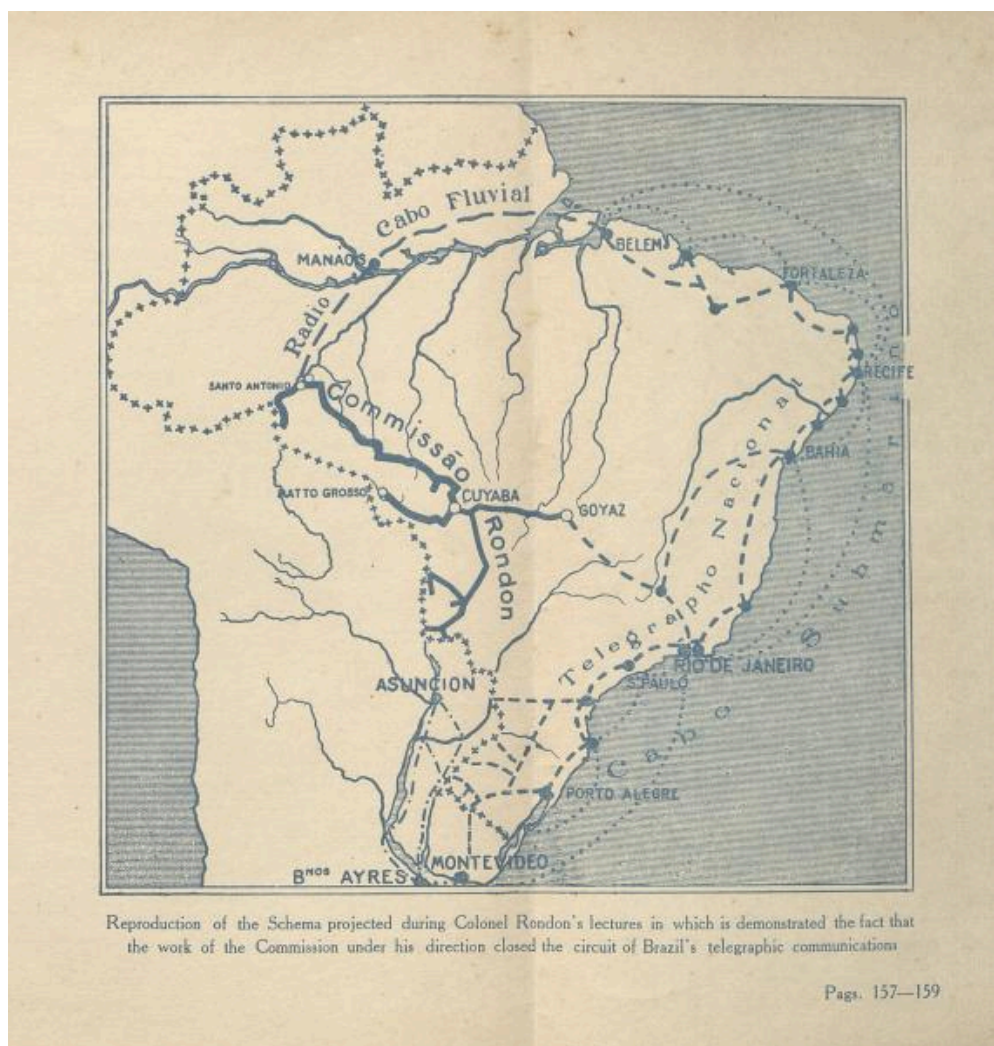 Cabo Fluvial
MANÁOS
BELEM
FORTALEZA
Radio
RECIFE
SANTO ANTONIO
Commissão
Rondon
BAHIA
MATTO GROSSO
CUYABA
GOYAZ
Telegrapho Nacional
Cabo Submarino
RIO DE JANEIRO
S. PAULO
ASUNCION
PORTO ALEGRE
MONTEVIDEO
BNOS AYRES
Reproduction of the Schema projected during Colonel Rondon's lectures in which is demonstrated the fact that
the work of the Commission under his direction closed the circuit of Brazil's telegraphic communications
Pags. 157—159